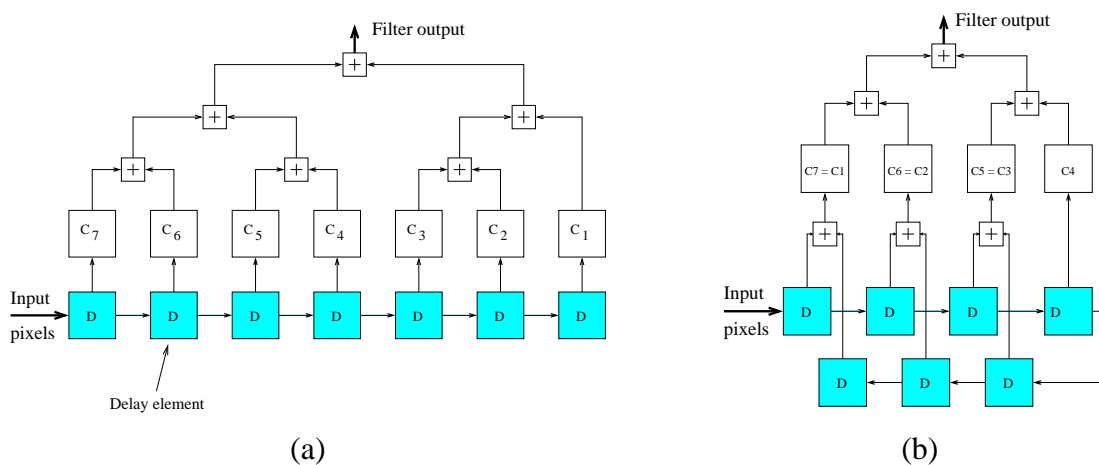 Filter output
+
+ +
+ + +
C7 C6 C5 C4 C3 C2 C1
Input
pixels
D D D D D D D
Delay element
(a)
Filter output
+
+ +
C7 = C1 C6 = C2 C5 = C3 C4
+ + +
Input
pixels
D D D D
D D D
(b)